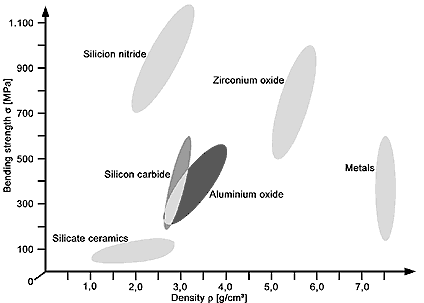 1.100
Silicion nitride
900
Zirconium oxide
700
Bending strength σ [MPa]
500
Silicon carbide
Metals
300
Aluminium oxide
Silicate ceramics
100
0
1,0 2,0 3,0 4,0 5,0 6,0 7,0
Density ρ [g/cm³]